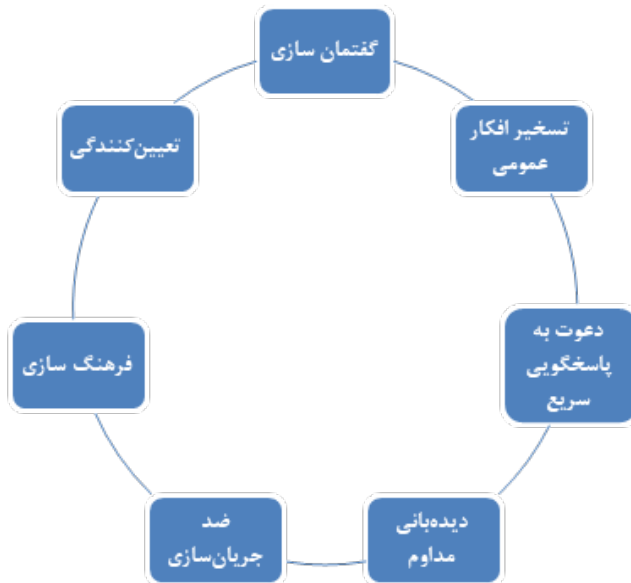 گفتمان سازی
تسخیر افکار
عمومی
دعوت به
پاسخگویی
سریع
دیده‌بانی
مداوم
ضد
جریان‌سازی
فرهنگ سازی
تعیین‌کنندگی